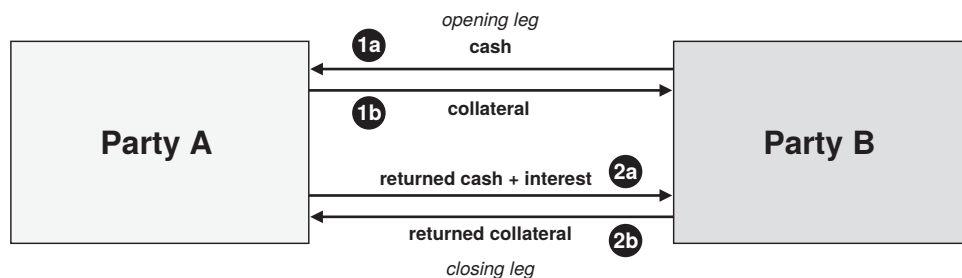 opening leg
1a
cash
1b
collateral
Party A
Party B
returned cash + interest
2a
returned collateral
2b
closing leg